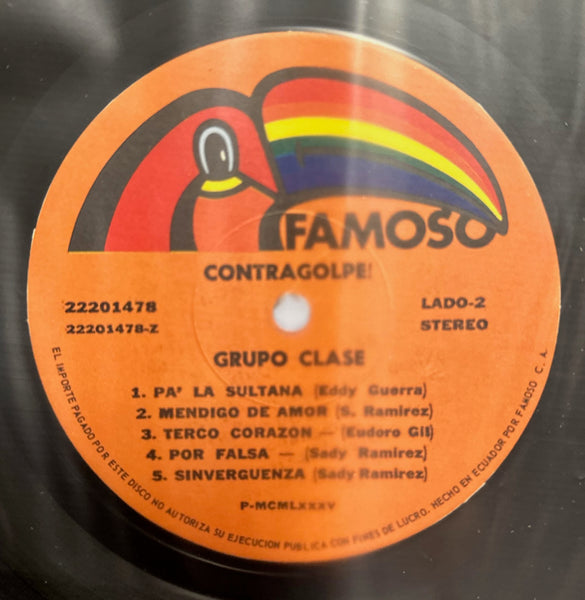 FAMOSO
CONTRAGOLPE!
22201478
22201478-Z
LADO-2
STEREO
GRUPO CLASE
1. PA' LA SULTANA (Eddy Guerra)
2. MENDIGO DE AMOR (S. Ramirez)
3. TERCO CORAZON — (Eudoro Gil)
4. POR FALSA — (Sady Ramirez)
5. SINVERGUENZA (Sady Ramirez)
P-MCMLXXXV
EL IMPORTE PAGADO POR ESTE DISCO NO AUTORIZA SU EJECUCION PUBLICA CON FINES DE LUCRO. HECHO EN ECUADOR POR FAMOSO C. A.